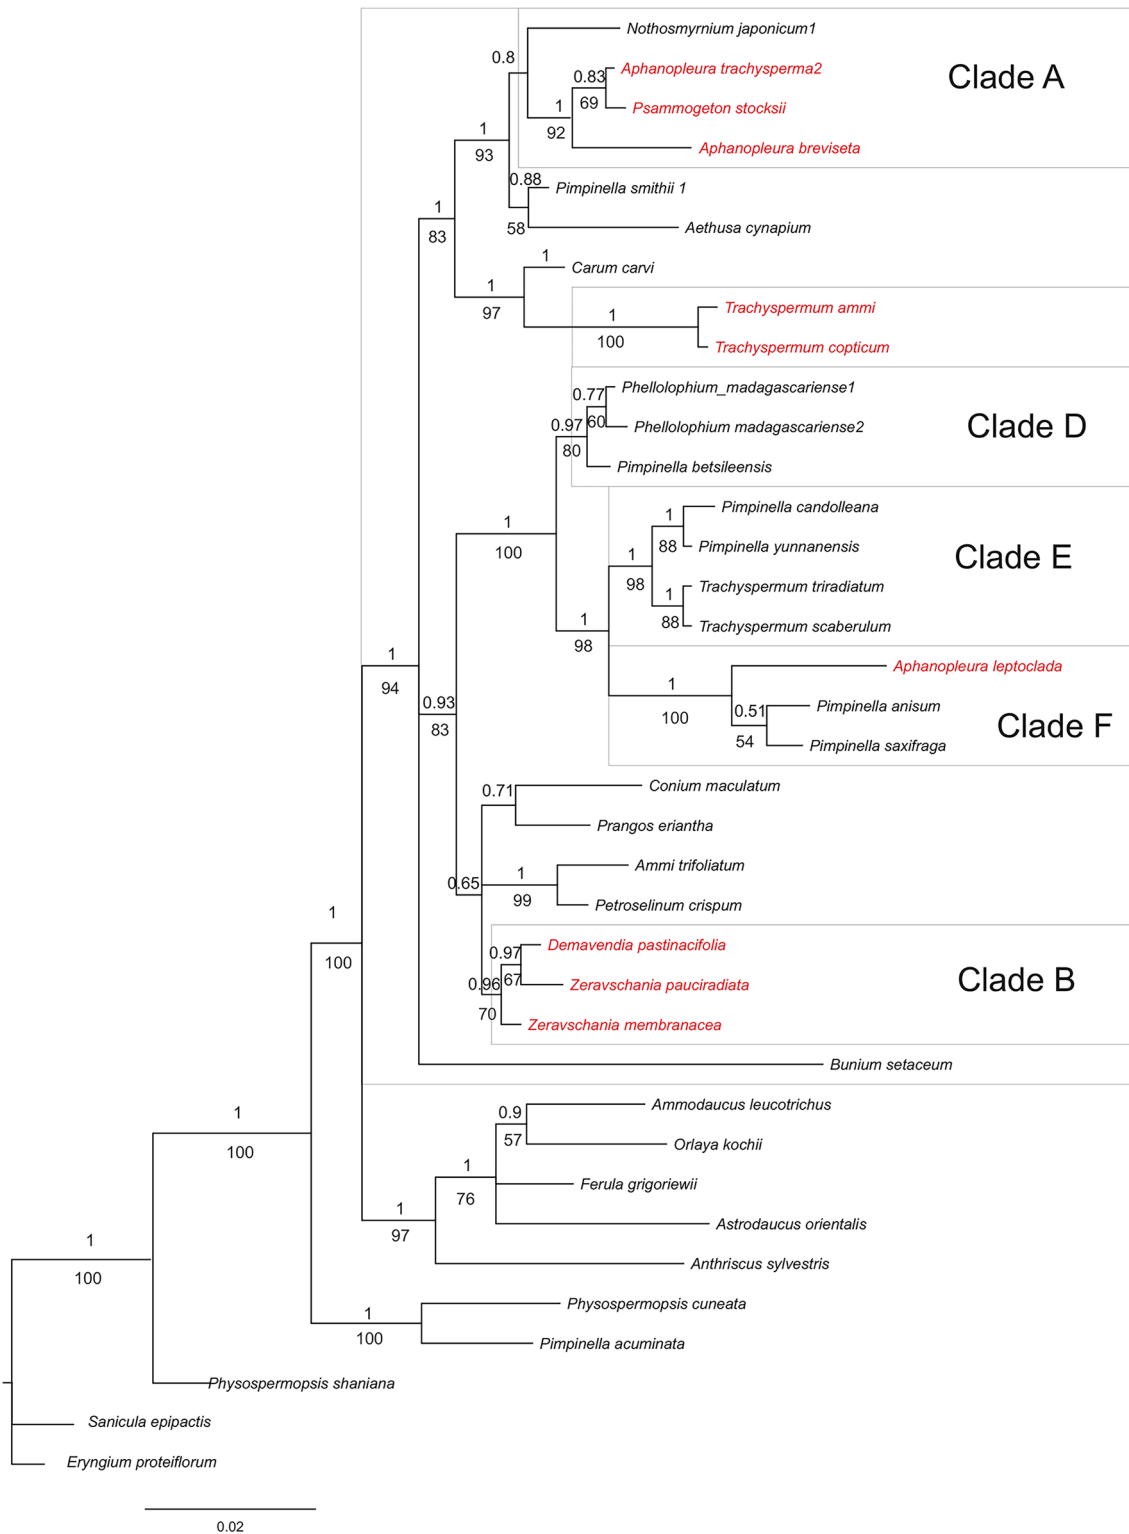 Nothosmyrnium japonicum1
0.8
Clade A
0.83
Aphanopleura trachysperma2
69
Psammogeton stocksii
1
92
1
93
Aphanopleura breviseta
0.88
Pimpinella smithii 1
1
83
58
Aethusa cynapium
1
Carum carvi
1
97
Trachyspermum ammi
1
100
Trachyspermum copticum
0.77
Phellolophium_madagascariense1
0.97
60
Phellolophium madagascariense2
Clade D
80
Pimpinella betsileensis
1
100
1
Pimpinella candolleana
88
Pimpinella yunnanensis
1
98
Clade E
1
Trachyspermum triradiatum
88
Trachyspermum scaberulum
1
98
1
94
Aphanopleura leptoclada
1
100
0.93
83
0.51
Pimpinella anisum
54
Clade F
Pimpinella saxifraga
0.71
Conium maculatum
Prangos eriantha
Ammi trifoliatum
1
99
0.65
Petroselinum crispum
1
100
Demavendia pastinacifolia
0.97
67
0.96
Zeravschania pauciradiata
Clade B
70
Zeravschania membranacea
Bunium setaceum
Ammodaucus leucotrichus
0.9
57
1
100
Orlaya kochii
1
76
Ferula grigoriewii
1
97
Astrodaucus orientalis
Anthriscus sylvestris
1
100
Physospermopsis cuneata
1
100
Pimpinella acuminata
Physospermopsis shaniana
Sanicula epipactis
Eryngium proteiflorum
0.02